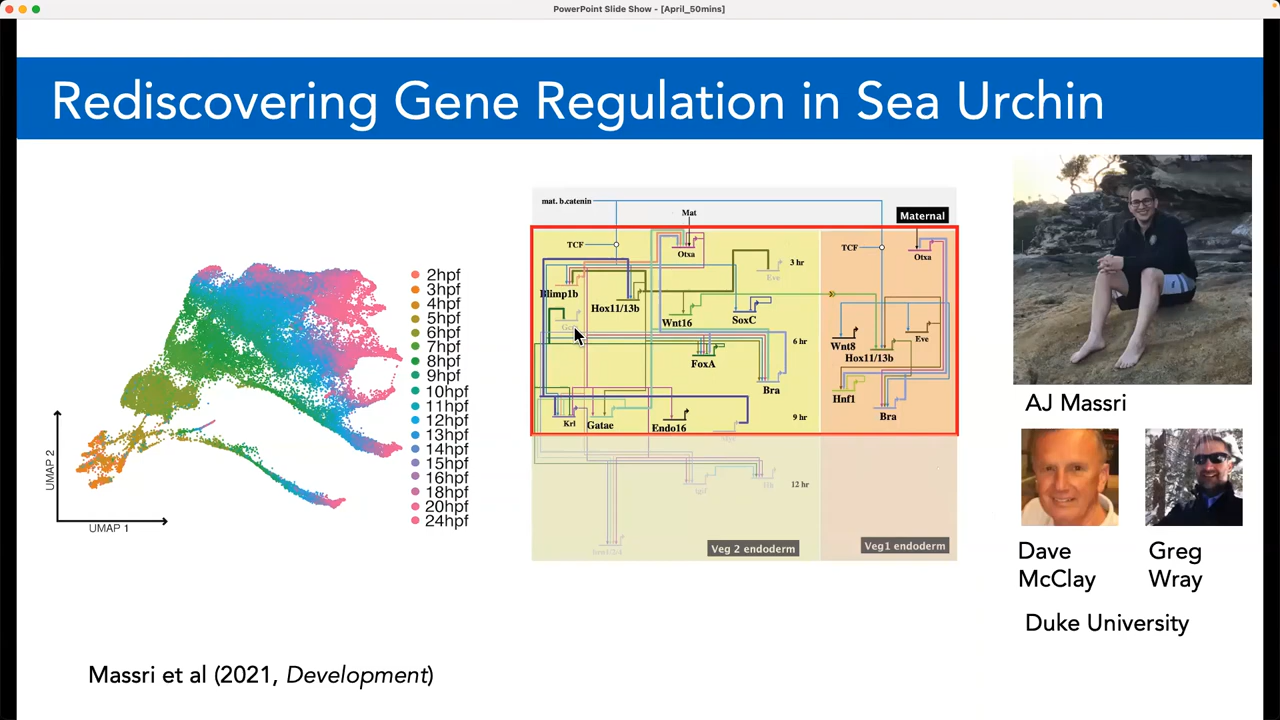 PowerPoint Slide Show - [April_50mins]
Rediscovering Gene Regulation in Sea Urchin
2hpf
3hpf
4hpf
5hpf
6hpf
7hpf
8hpf
9hpf
10hpf
11hpf
12hpf
13hpf
14hpf
15hpf
16hpf
18hpf
20hpf
24hpf
UMAP 2
UMAP 1
mat. b.catenin
Mat
Maternal
TCF
Otxa
TCF
Otxa
3 hr
Eve
Blimp1b
Hox11/13b
Wnt16
SoxC
Wnt8
Eve
Hox11/13b
6 hr
FoxA
Bra
Hnf1
Bra
9 hr
Krl
Gatae
Endo16
12 hr
Veg 2 endoderm
Veg1 endoderm
AJ Massri
Dave
McClay
Greg
Wray
Duke University
Massri et al (2021, Development)